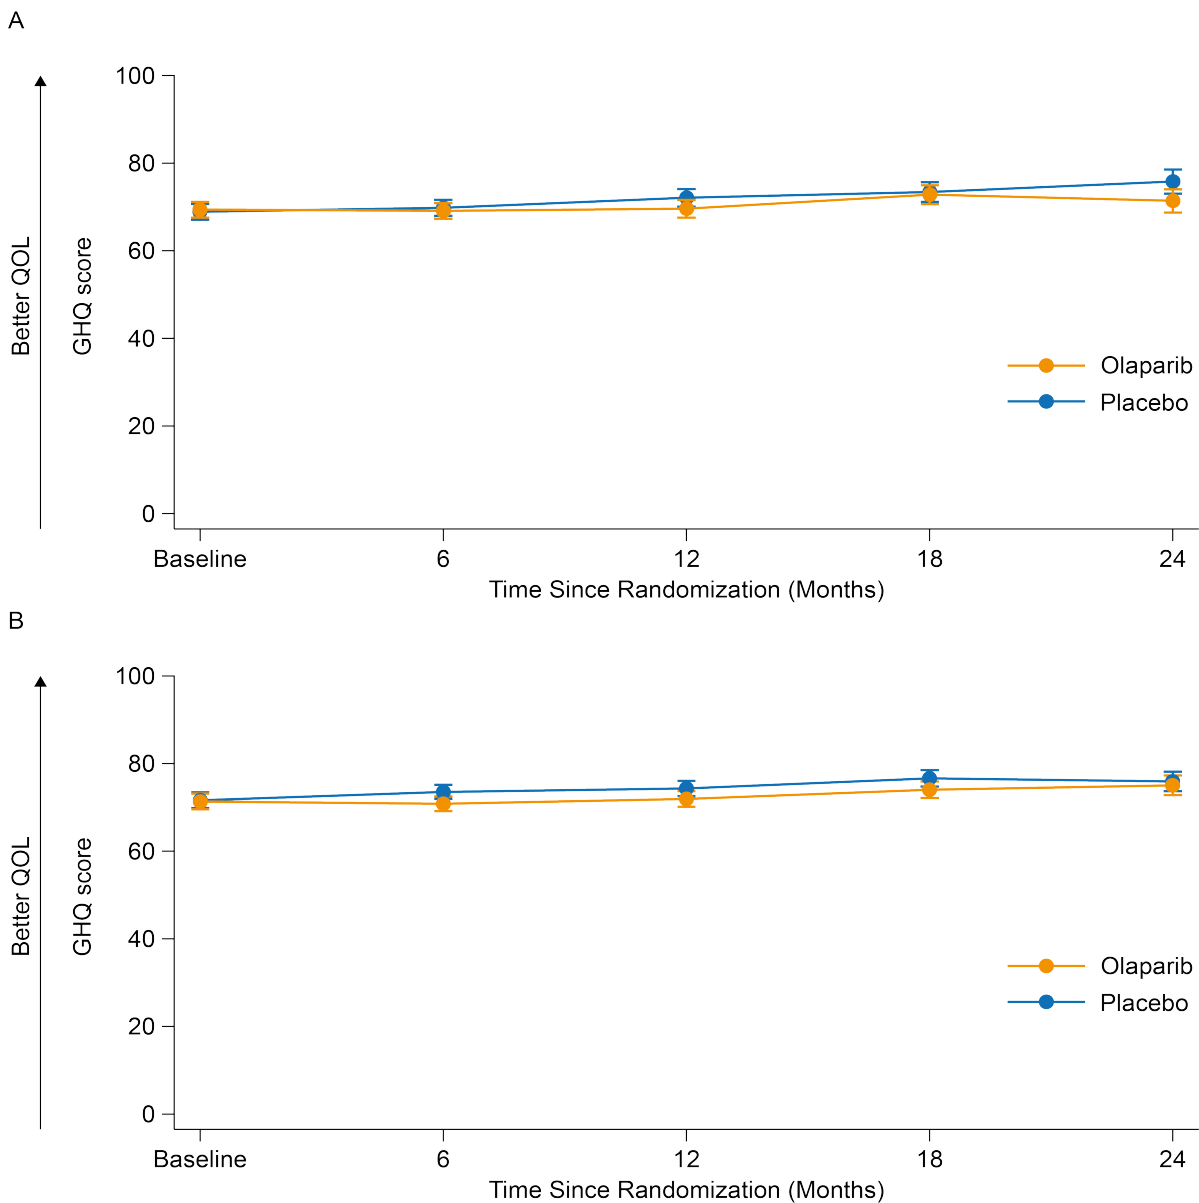 A
Better QOL
GHQ score
100
80
60
40
20
0
Olaparib
Placebo
Baseline 6 12 18 24
Time Since Randomization (Months)
B
Better QOL
GHQ score
100
80
60
40
20
0
Olaparib
Placebo
Baseline 6 12 18 24
Time Since Randomization (Months)